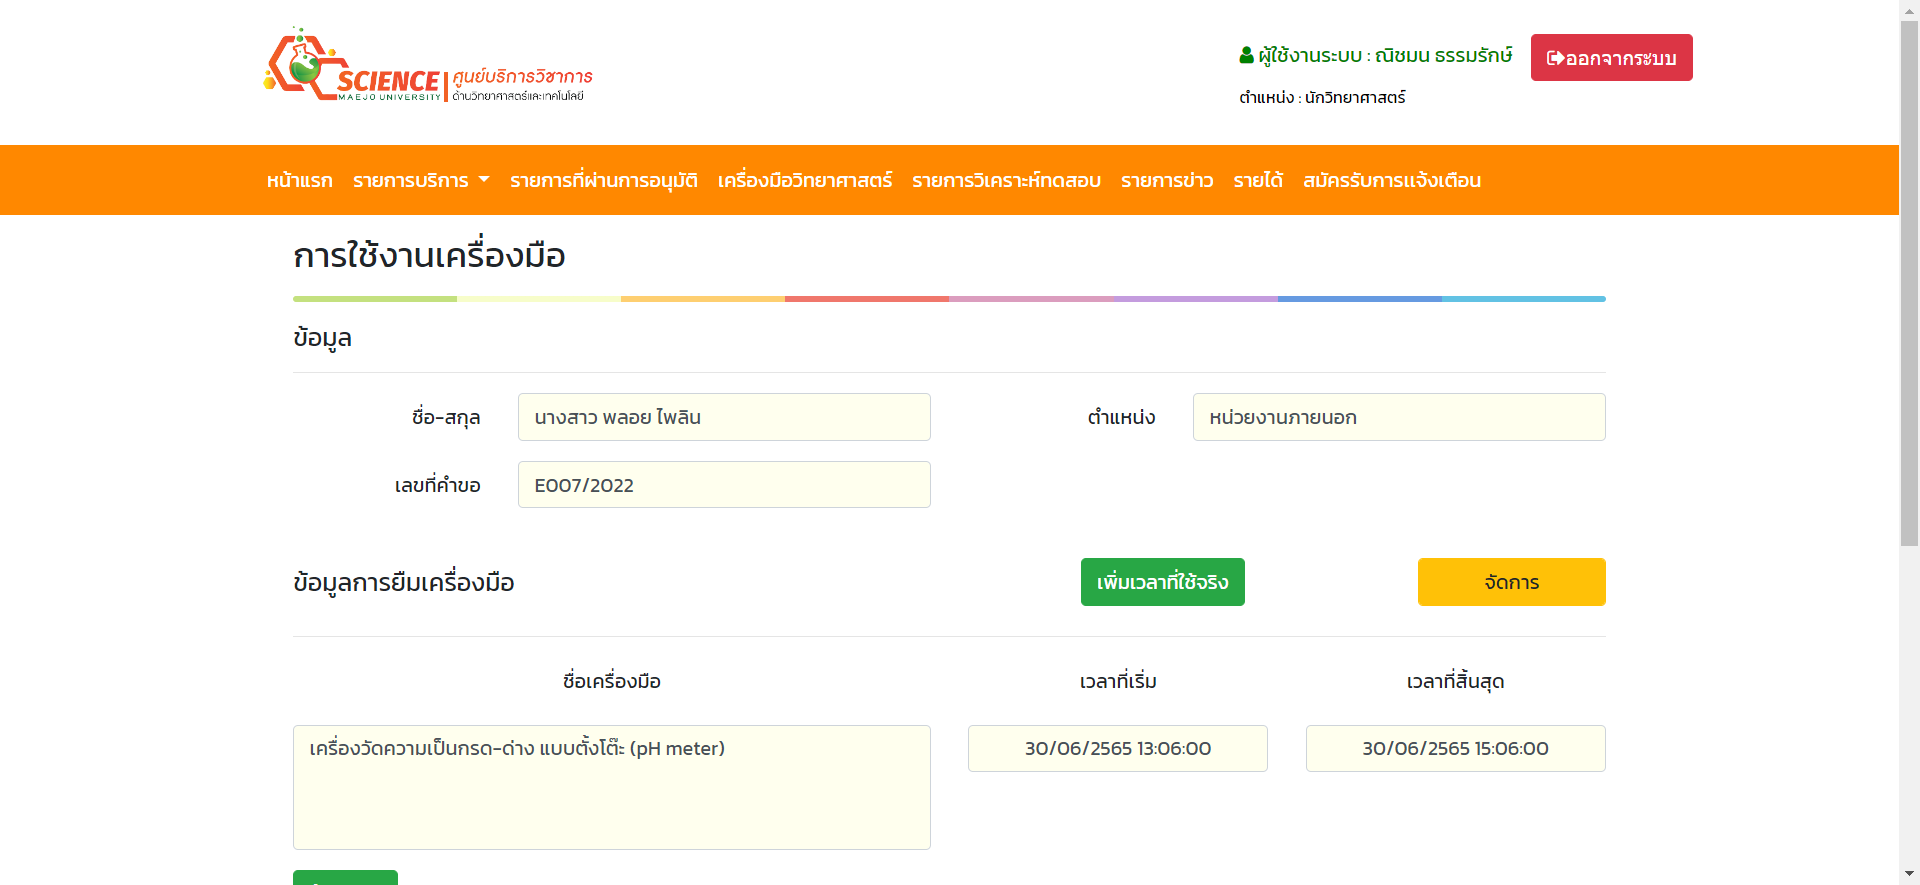 SCIENCE
MAEJO UNIVERSITY
ศูนย์บริการวิชาการ
ด้านวิทยาศาสตร์และเทคโนโลยี
ผู้ใช้งานระบบ : ณิชมน ธรรมรักษ์
ออกจากระบบ
ตำแหน่ง : นักวิทยาศาสตร์
หน้าแรก รายการบริการ รายการที่ผ่านการอนุมัติ เครื่องมือวิทยาศาสตร์ รายการวิเคราะห์ทดสอบ รายการข่าว รายได้ สมัครรับการแจ้งเตือน
การใช้งานเครื่องมือ
ข้อมูล
ชื่อ-สกุล นางสาว พลอย ไพลิน ตำแหน่ง หน่วยงานภายนอก
เลขที่คำขอ E007/2022
ข้อมูลการยืมเครื่องมือ เพิ่มเวลาที่ใช้จริง จัดการ
ชื่อเครื่องมือ เวลาที่เริ่ม เวลาที่สิ้นสุด
เครื่องวัดความเป็นกรด-ด่าง แบบตั้งโต๊ะ (pH meter) 30/06/2565 13:06:00 30/06/2565 15:06:00